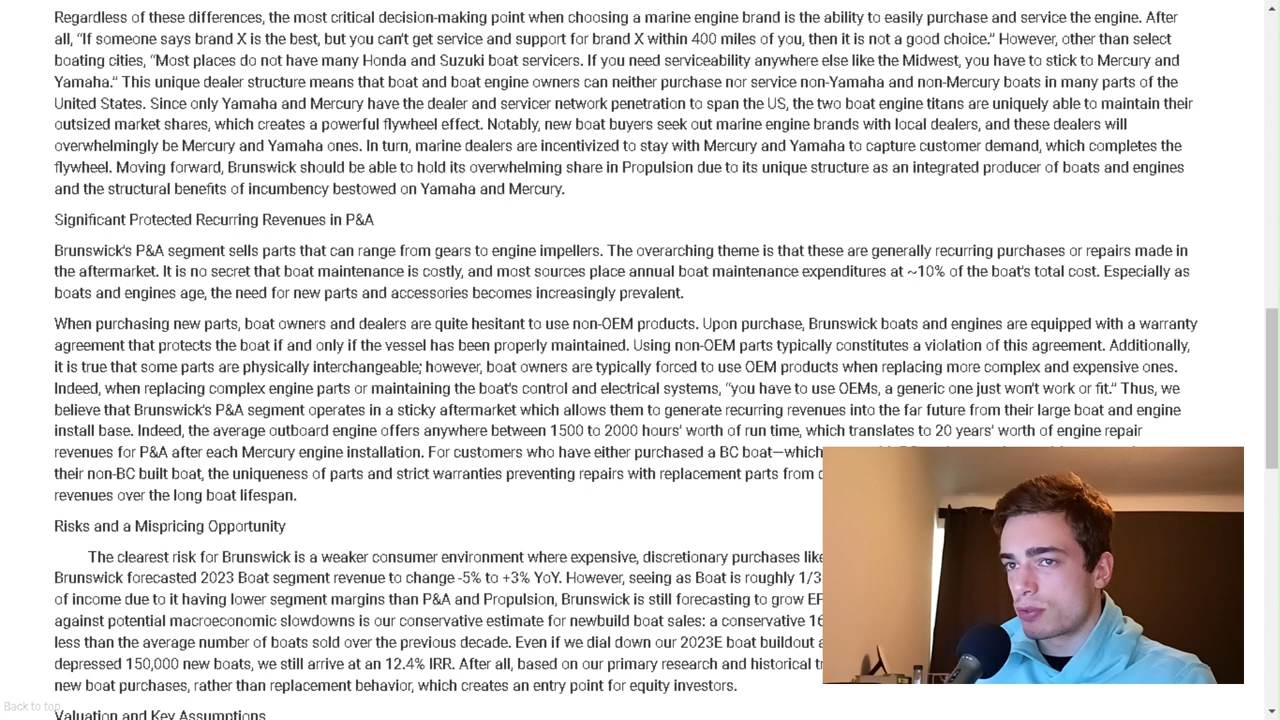 Regardless of these differences, the most critical decision-making point when choosing a marine engine brand is the ability to easily purchase and service the engine. After
all, “If someone says brand X is the best, but you can't get service and support for brand X within 400 miles of you, then it is not a good choice.” However, other than select
boating cities, “Most places do not have many Honda and Suzuki boat servicers. If you need serviceability anywhere else like the Midwest, you have to stick to Mercury and
Yamaha.” This unique dealer structure means that boat and boat engine owners can neither purchase nor service non-Yamaha and non-Mercury boats in many parts of the
United States. Since only Yamaha and Mercury have the dealer and servicer network penetration to span the US, the two boat engine titans are uniquely able to maintain their
outsized market shares, which creates a powerful flywheel effect. Notably, new boat buyers seek out marine engine brands with local dealers, and these dealers will
overwhelmingly be Mercury and Yamaha ones. In turn, marine dealers are incentivized to stay with Mercury and Yamaha to capture customer demand, which completes the
flywheel. Moving forward, Brunswick should be able to hold its overwhelming share in Propulsion due to its unique structure as an integrated producer of boats and engines
and the structural benefits of incumbency bestowed on Yamaha and Mercury.
Significant Protected Recurring Revenues in P&A
Brunswick's P&A segment sells parts that can range from gears to engine impellers. The overarching theme is that these are generally recurring purchases or repairs made in
the aftermarket. It is no secret that boat maintenance is costly, and most sources place annual boat maintenance expenditures at ~10% of the boat's total cost. Especially as
boats and engines age, the need for new parts and accessories becomes increasingly prevalent.
When purchasing new parts, boat owners and dealers are quite hesitant to use non-OEM products. Upon purchase, Brunswick boats and engines are equipped with a warranty
agreement that protects the boat if and only if the vessel has been properly maintained. Using non-OEM parts typically constitutes a violation of this agreement. Additionally,
it is true that some parts are physically interchangeable; however, boat owners are typically forced to use OEM products when replacing more complex and expensive ones.
Indeed, when replacing complex engine parts or maintaining the boat's control and electrical systems, “you have to use OEMs, a generic one just won't work or fit.” Thus, we
believe that Brunswick's P&A segment operates in a sticky aftermarket which allows them to generate recurring revenues into the far future from their large boat and engine
install base. Indeed, the average outboard engine offers anywhere between 1500 to 2000 hours' worth of run time, which translates to 20 years' worth of engine repair
revenues for P&A after each Mercury engine installation. For customers who have either purchased a BC boat—which
their non-BC built boat, the uniqueness of parts and strict warranties preventing repairs with replacement parts from
revenues over the long boat lifespan.
Risks and a Mispricing Opportunity
The clearest risk for Brunswick is a weaker consumer environment where expensive, discretionary purchases like
Brunswick forecasted 2023 Boat segment revenue to change -5% to +3% YoY. However, seeing as Boat is roughly 1/3
of income due to it having lower segment margins than P&A and Propulsion, Brunswick is still forecasting to grow
against potential macroeconomic slowdowns is our conservative estimate for newbuild boat sales: a conservative
less than the average number of boats sold over the previous decade. Even if we dial down our 2023E boat buildout
depressed 150,000 new boats, we still arrive at an 12.4% IRR. After all, based on our primary research and historical
new boat purchases, rather than replacement behavior, which creates an entry point for equity investors.
Back to top
Valuation and Key Assumptions